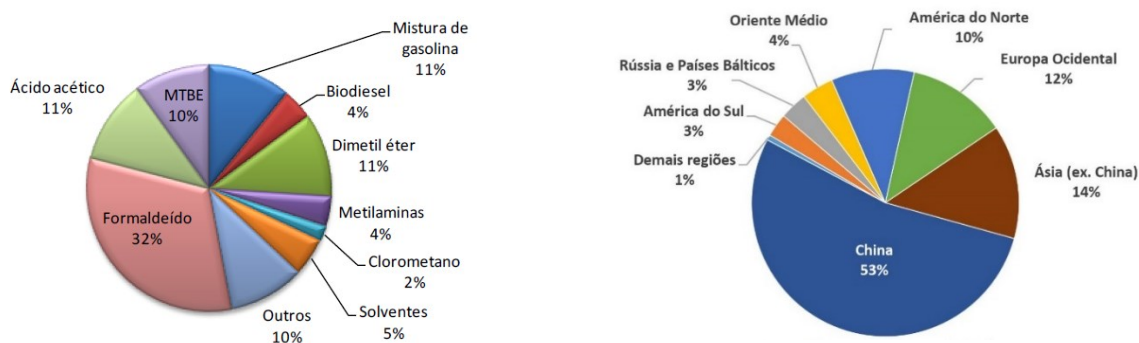 Mistura de
gasolina
11%
Biodiesel
4%
Dimetil éter
11%
Metilaminas
4%
Clorometano
2%
Solventes
5%
Outros
10%
Formaldeído
32%
Ácido acético
11%
MTBE
10%
América do Norte
10%
Europa Ocidental
12%
Ásia (ex. China)
14%
China
53%
Demais regiões
1%
América do Sul
3%
Rússia e Países Bálticos
3%
Oriente Médio
4%